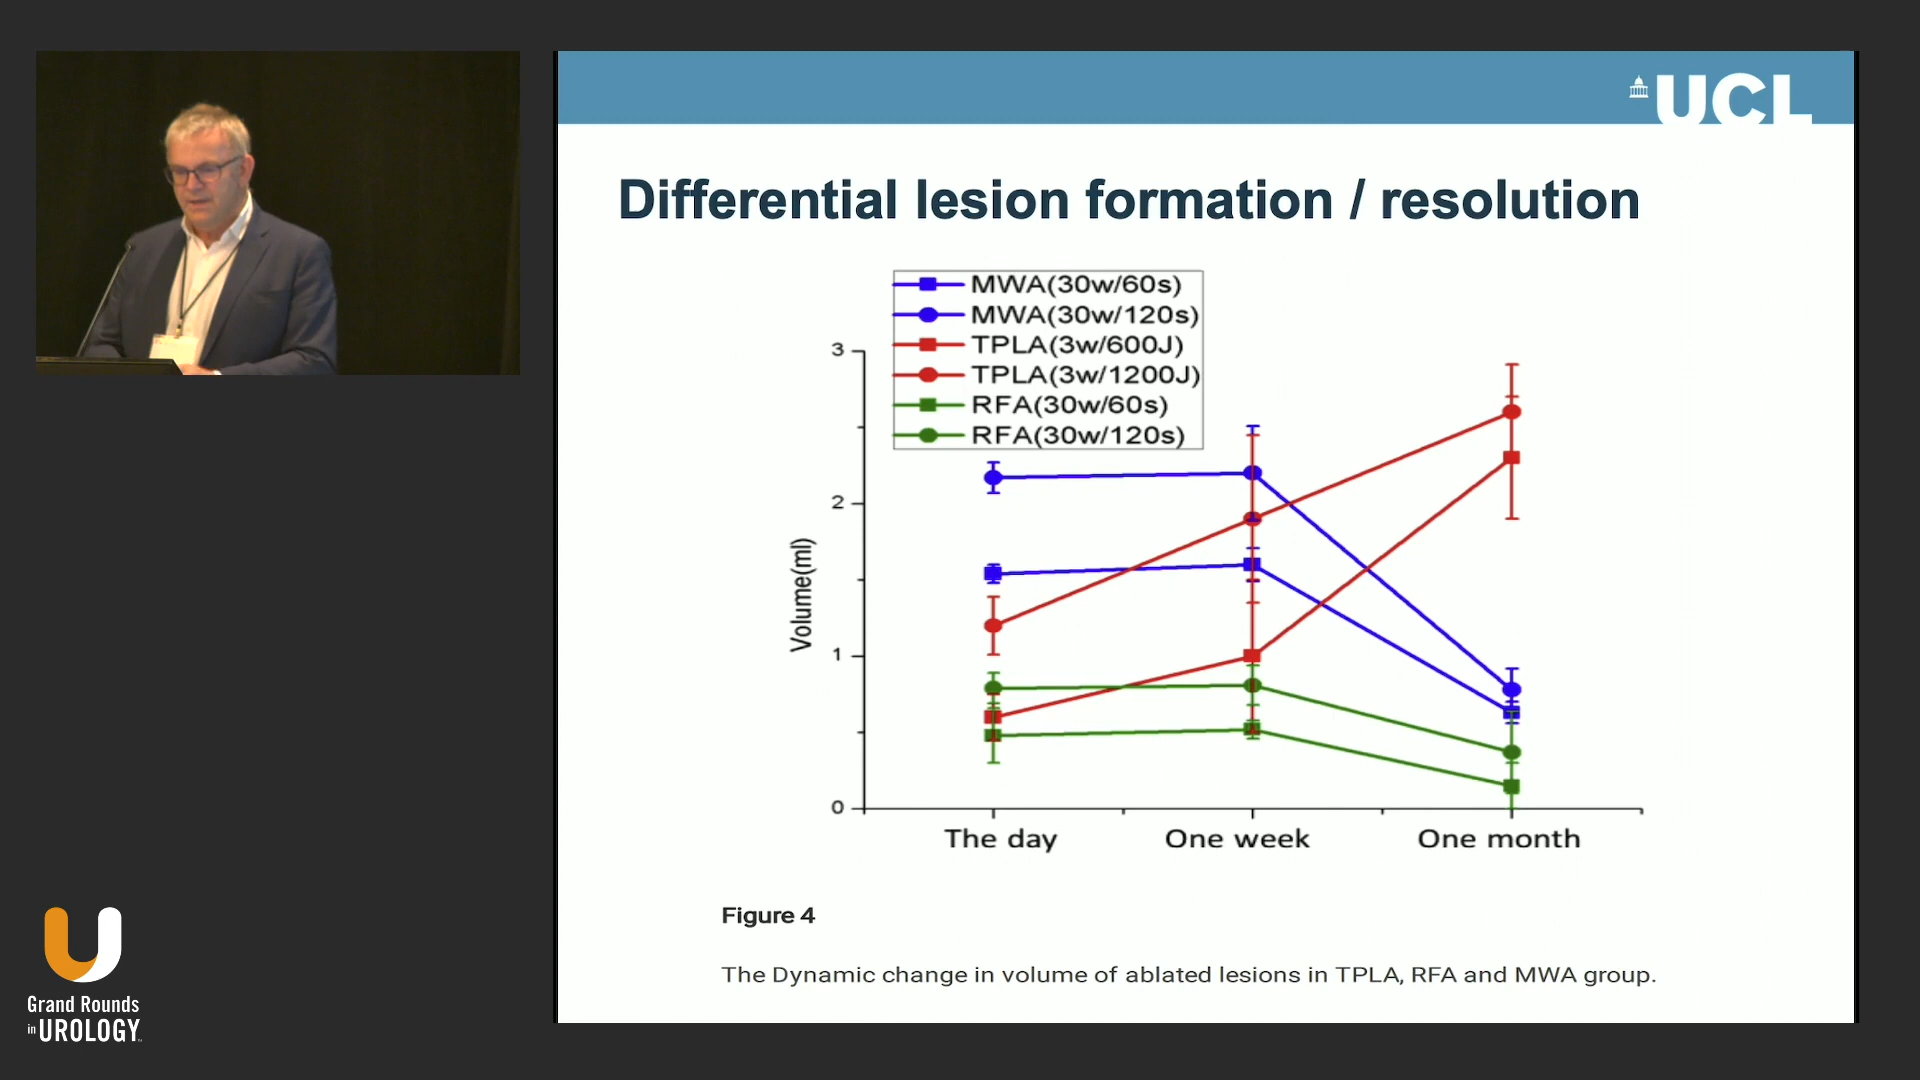 UCL
Differential lesion formation / resolution
MWA(30w/60s)
MWA(30w/120s)
TPLA(3w/600J)
TPLA(3w/1200J)
RFA(30w/60s)
RFA(30w/120s)
3
2
1
0
Volume(ml)
The day
One week
One month
Figure 4
The Dynamic change in volume of ablated lesions in TPLA, RFA and MWA group.
U
Grand Rounds
in UROLOGY